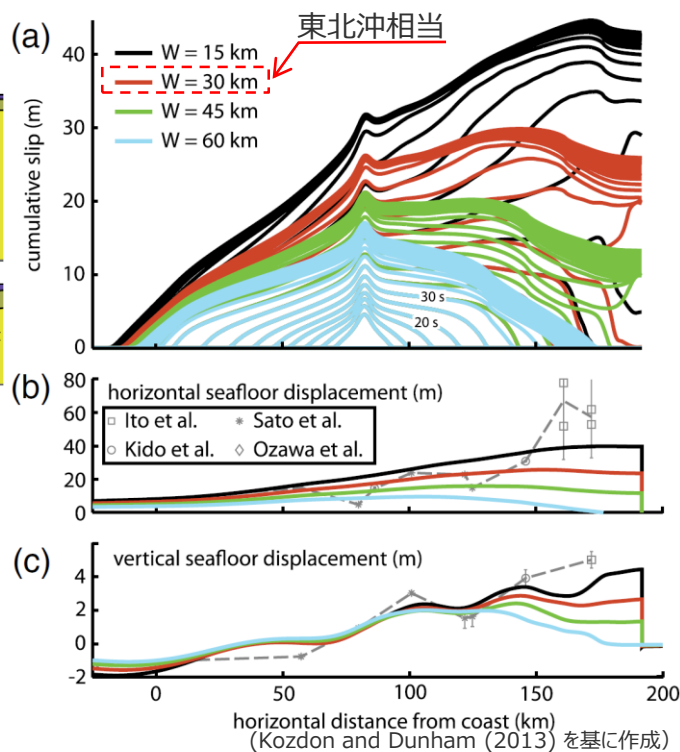 (a)
東北沖相当
W = 15 km
W = 30 km
W = 45 km
W = 60 km
cumulative slip (m)
40
30
20
10
0
30 s
20 s
(b)
horizontal seafloor displacement (m)
80
60
40
20
0
Ito et al.
Sato et al.
Kido et al.
Ozawa et al.
(c)
vertical seafloor displacement (m)
4
2
0
-2
0
50
100
150
200
horizontal distance from coast (km)
(Kozdon and Dunham (2013) を基に作成)